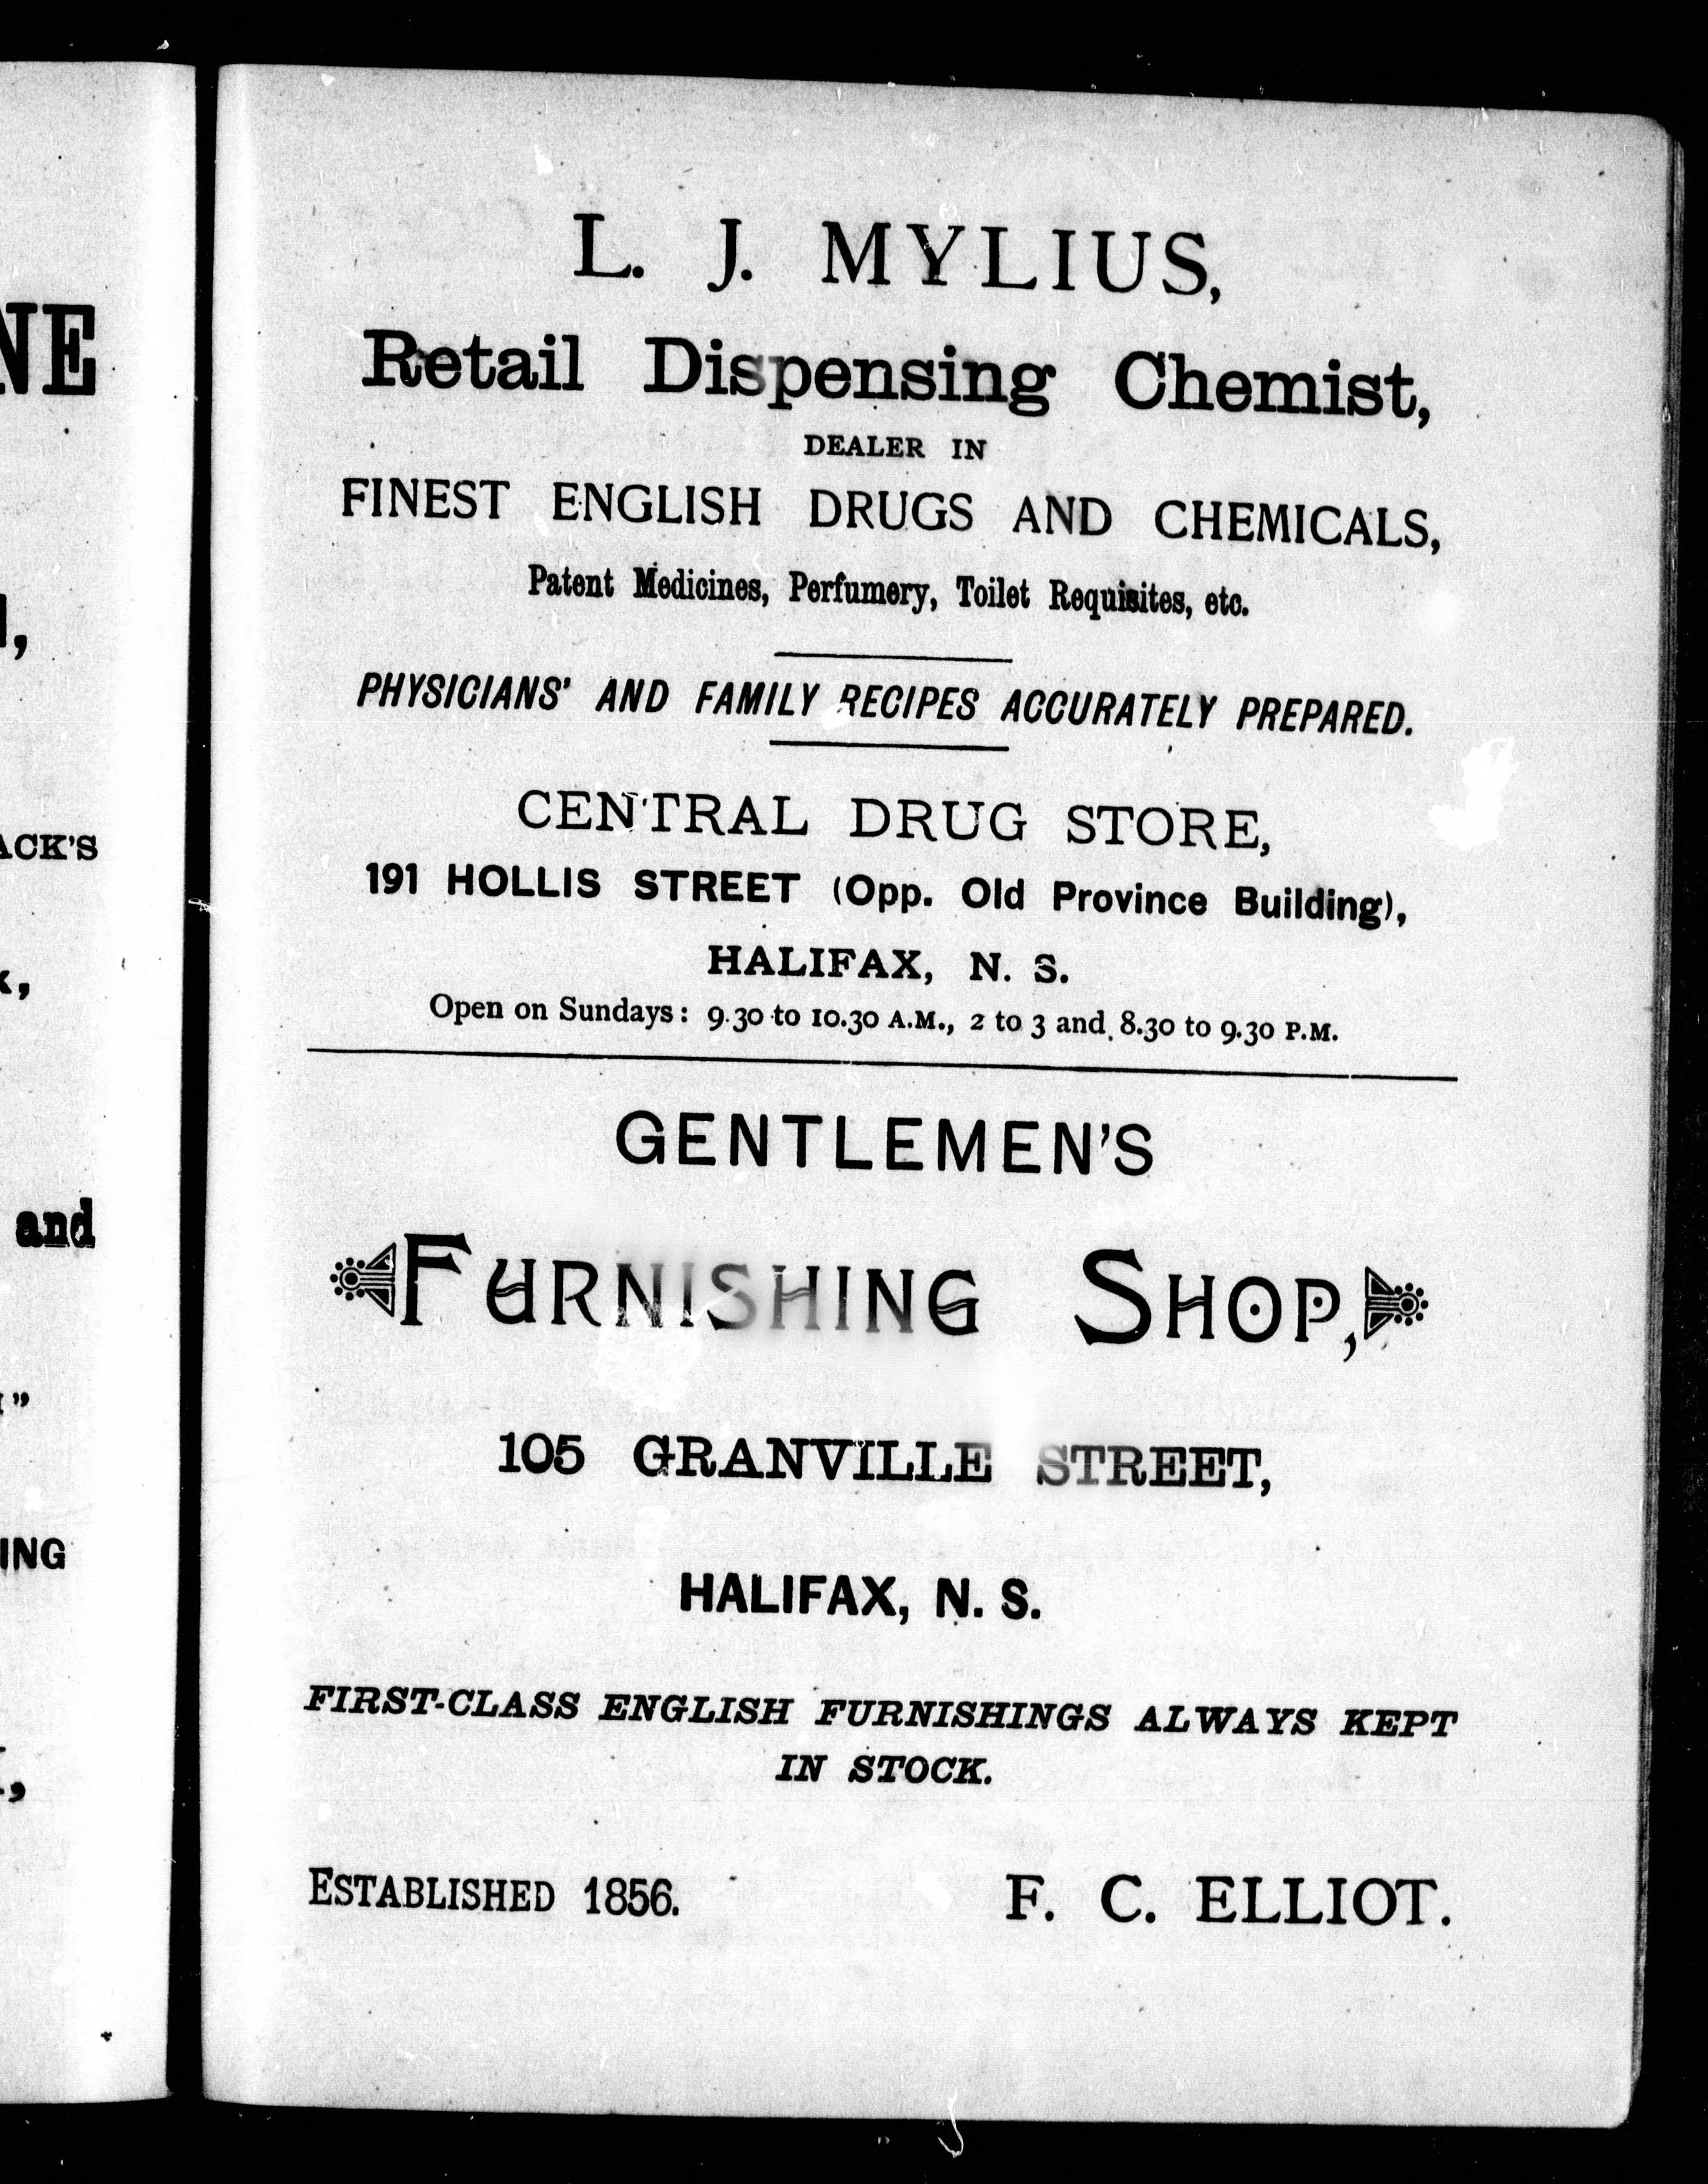 NE
ACK'S
and
ING
L. J. MYLIUS,
Retail Dispensing Chemist,
DEALER IN
FINEST ENGLISH DRUGS AND CHEMICALS,
Patent Medicines, Perfumery, Toilet Requisites, etc.
PHYSICIANS' AND FAMILY RECIPES ACCURATELY PREPARED.
CENTRAL DRUG STORE,
191 HOLLIS STREET (Opp. Old Province Building),
HALIFAX, N. S.
Open on Sundays: 9.30 to 10.30 A.M., 2 to 3 and 8.30 to 9.30 P.M.
GENTLEMEN'S
FURNISHING SHOP,
105 GRANVILLE STREET,
HALIFAX, N. S.
FIRST-CLASS ENGLISH FURNISHINGS ALWAYS KEPT
IN STOCK.
ESTABLISHED 1856. F. C. ELLIOT.